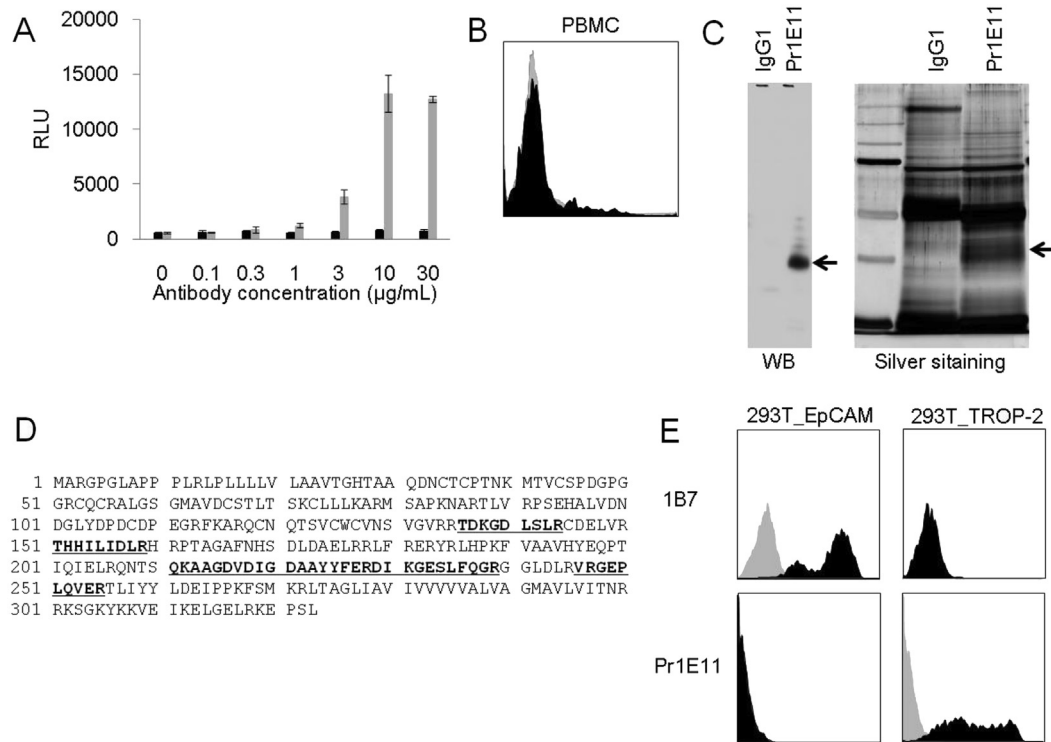 A
20000
15000
10000
5000
0
RLU
0 0.1 0.3 1 3 10 30
Antibody concentration (µg/mL)
B
PBMC
C
IgG1
Pr1E11
WB
IgG1
Pr1E11
Silver sitaining
D
1 MARGPGLAPP PLRLPLLLLV LAAVTGHTAA QDNCTCPTNK MTVCSPDGPG
51 GRCQCRALGS GMAVDCSTLT SKCLLLKARM SAPKNARTLV RPSEHALVDN
101 DGLYDPDCDP EGRFKARQCN QTSVCWCVNS VGVRRTDKGD LSLRCDELVR
151 THHILIDLRH RPTAGAFNHS DLDAELRRLF RERYRLHPKF VAAVHYEQPT
201 IQIELRQNTS QKAAGDVDIG DAAYYFERDI KGESLFQGRG GLDLRVRGEP
251 LQVERTLIYY LDEIPPKFSM KRLTAGLIAV IVVVVVALVA GMAVLVITNR
301 RKSGKYKKVE IKELGELRKE PSL
E
293T_EpCAM
293T_TROP-2
1B7
Pr1E11